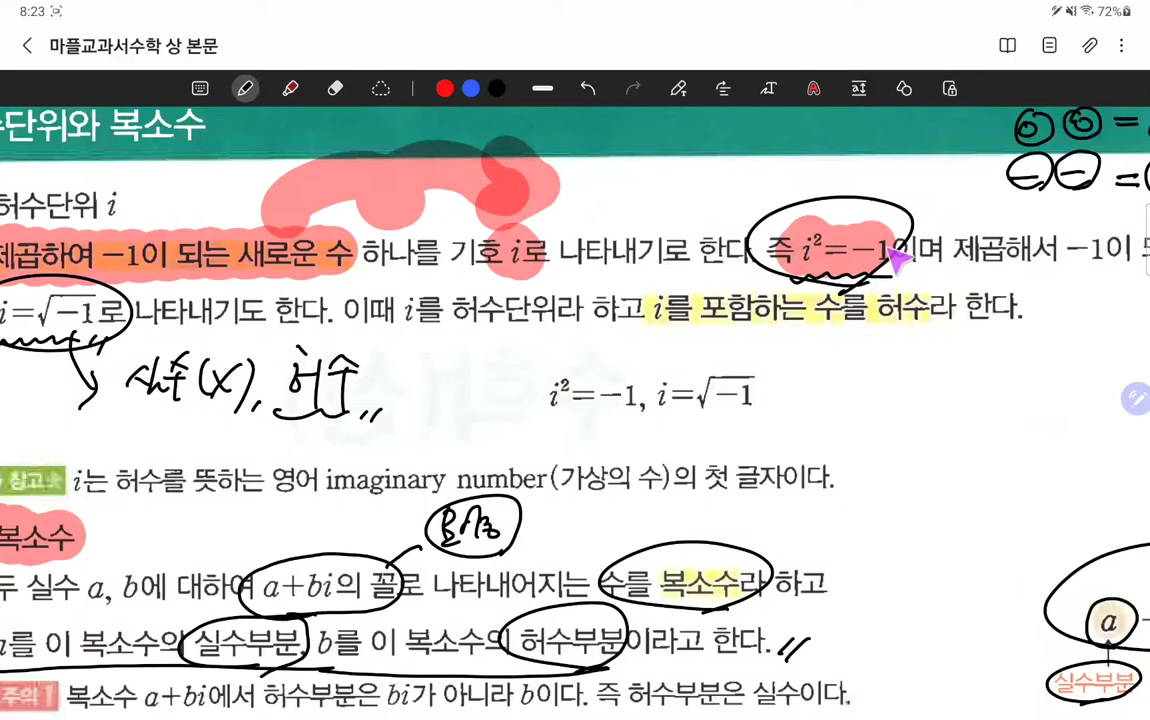 8:23 72%
마플교과서수학 상 본문
수단위와 복소수
허수단위 i
제곱하여 −1이 되는 새로운 수 하나를 기호 i로 나타내기로 한다. 즉 i²=−1이며 제곱해서 −1이
i=√−1로 나타내기도 한다. 이때 i를 허수단위라 하고 i를 포함하는 수를 허수라 한다.
실수(X), 허수
i²=−1, i=√−1
참고 i는 허수를 뜻하는 영어 imaginary number(가상의 수)의 첫 글자이다.
복소수
두 실수 a, b에 대하여 a+bi의 꼴로 나타내어지는 수를 복소수라 하고
a
a를 이 복소수의 실수부분, b를 이 복소수의 허수부분이라고 한다.
실수부분
주의 복소수 a+bi에서 허수부분은 bi가 아니라 b이다. 즉 허수부분은 실수이다.